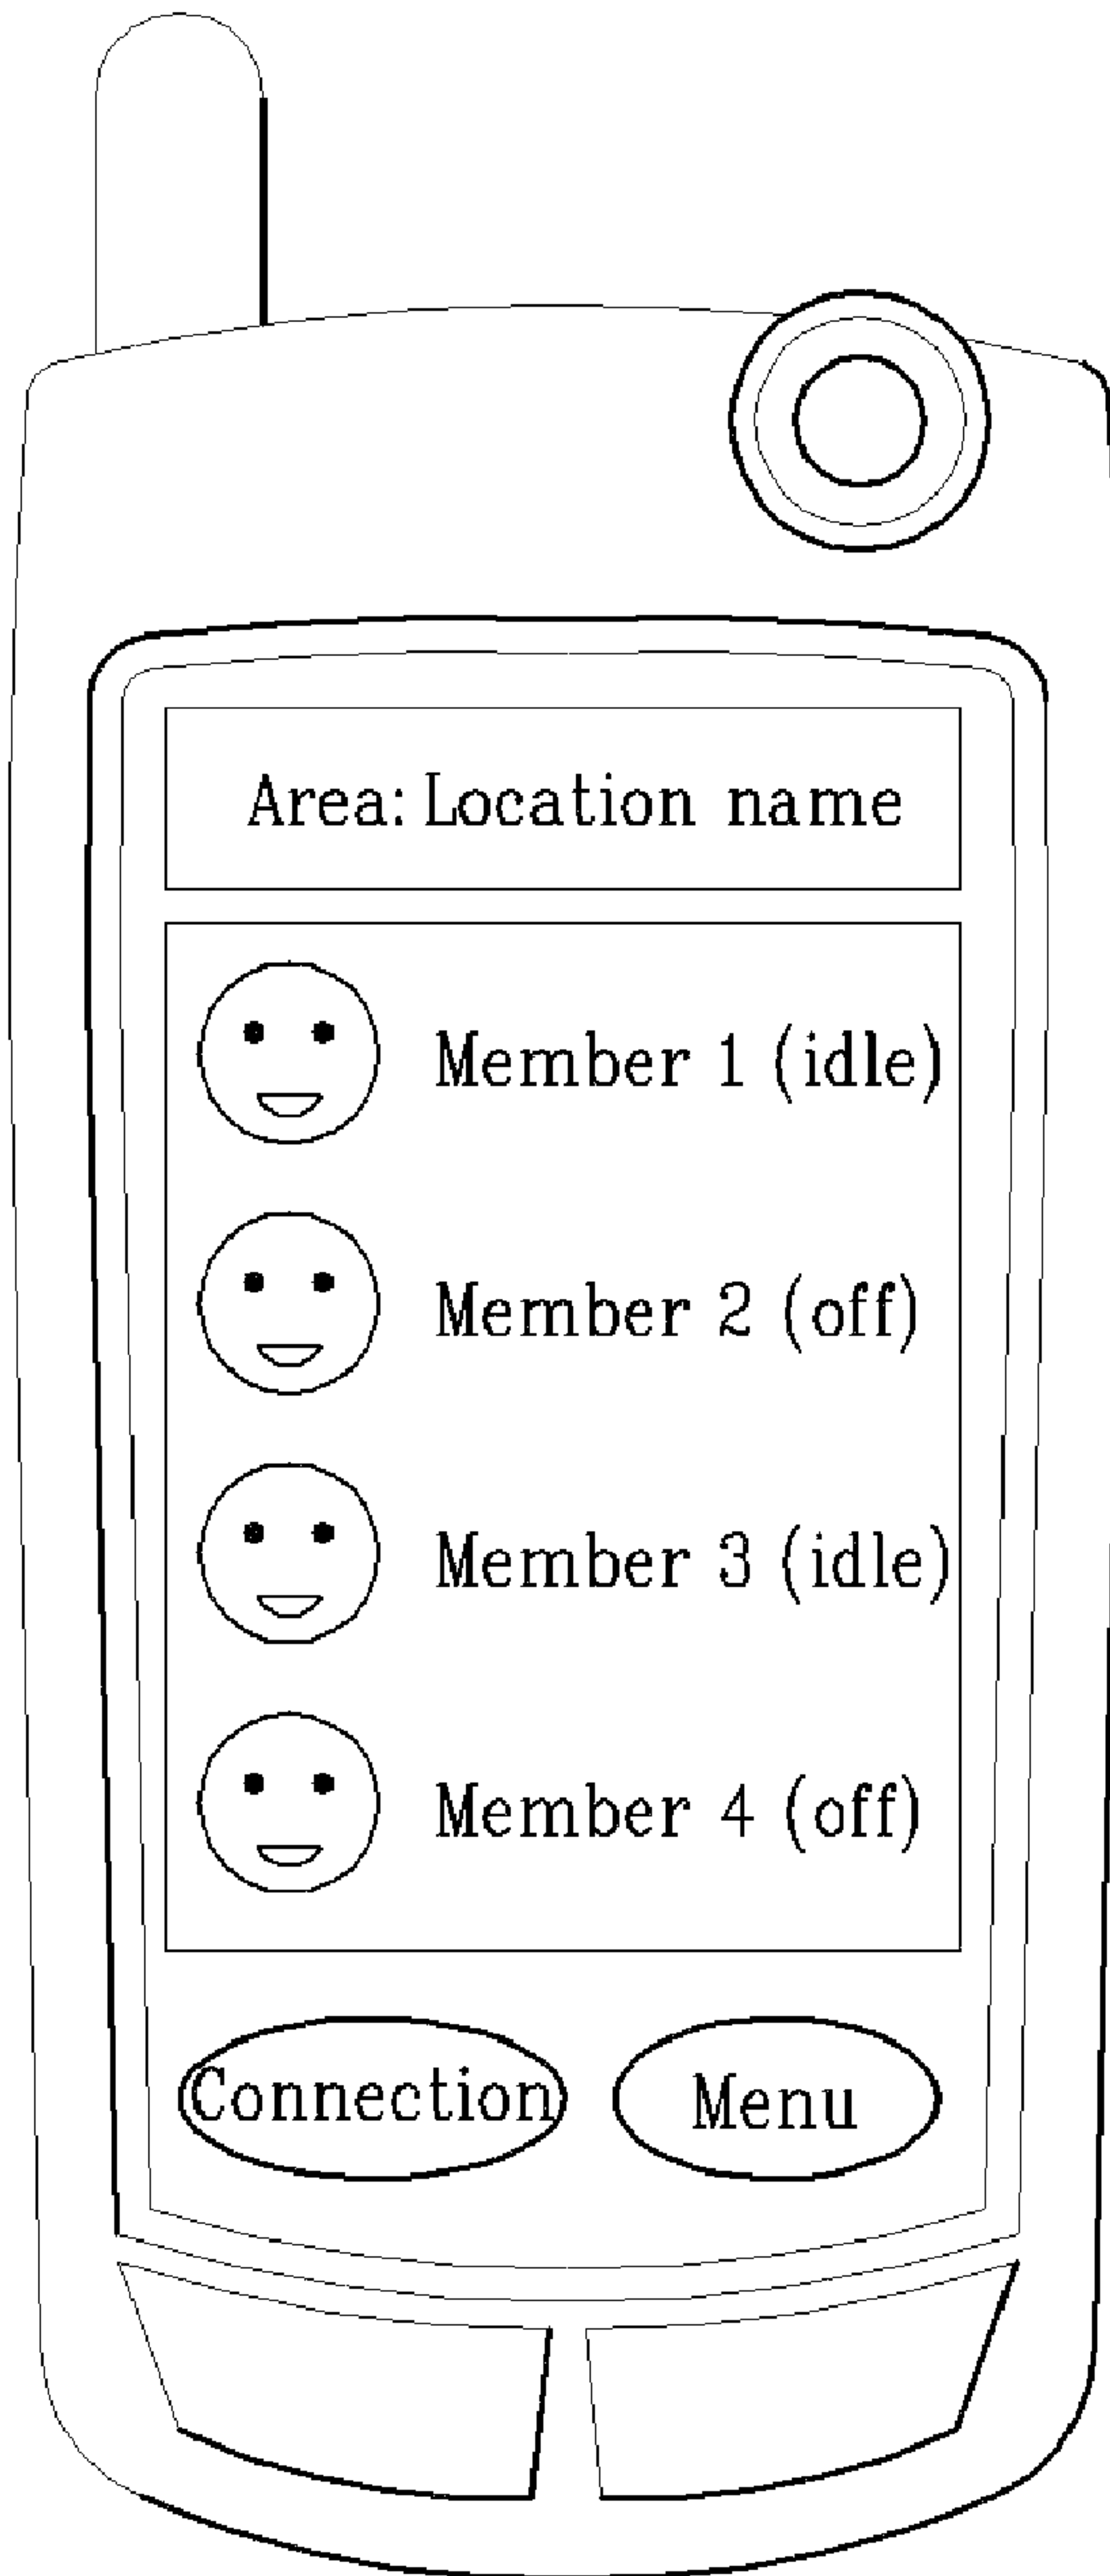 Area: Location name
Member 1 (idle)
Member 2 (off)
Member 3 (idle)
Member 4 (off)
Connection Menu